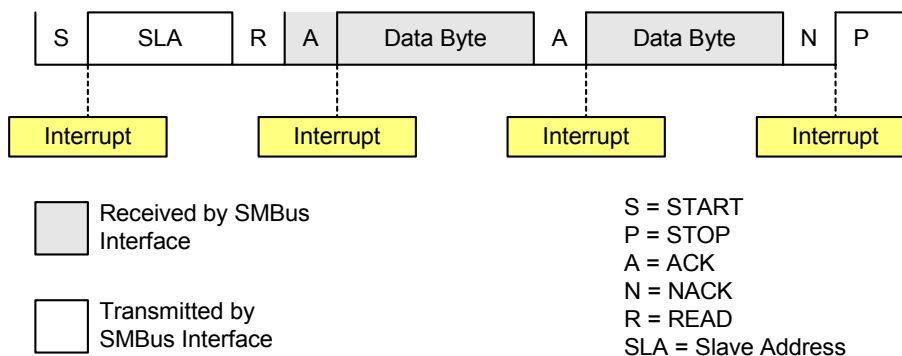 S SLA R A Data Byte A Data Byte N P
Interrupt Interrupt Interrupt Interrupt
Received by SMBus
Interface
Transmitted by
SMBus Interface
S = START
P = STOP
A = ACK
N = NACK
R = READ
SLA = Slave Address